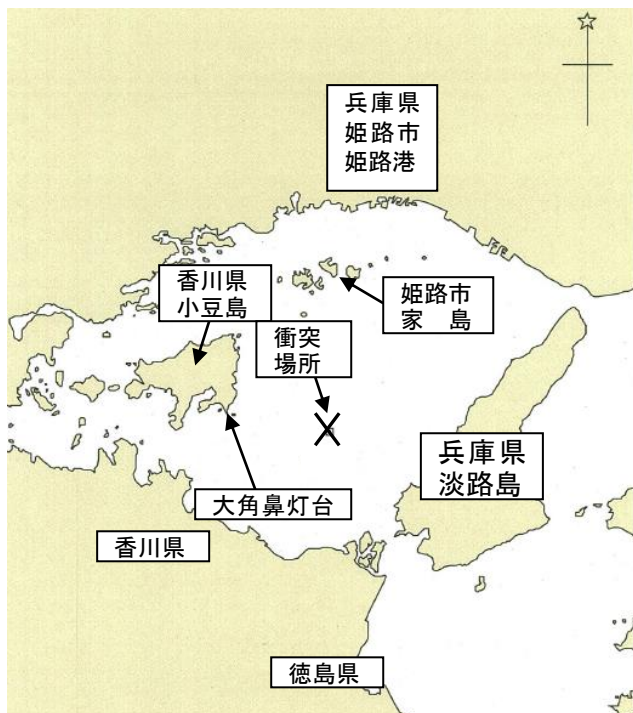 兵庫県
姫路市
姫路港
香川県
小豆島
姫路市
家　島
衝突
場所
兵庫県
淡路島
大角鼻灯台
香川県
徳島県